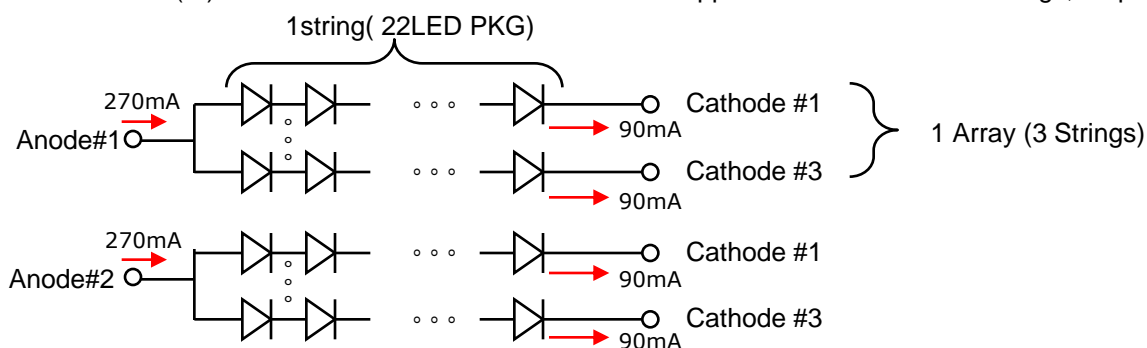 1string( 22LED PKG)
270mA
Anode#1
Cathode #1
90mA
1 Array (3 Strings)
Cathode #3
90mA
270mA
Anode#2
Cathode #1
90mA
Cathode #3
90mA